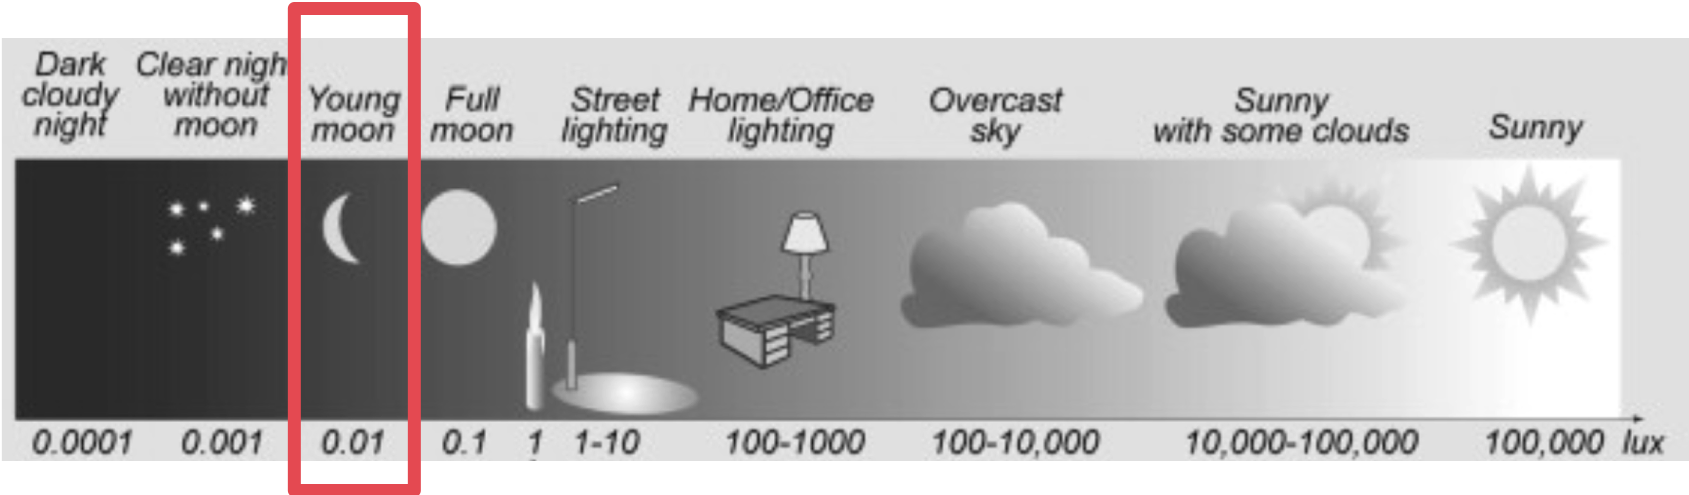 Dark
cloudy
night
Clear nigh
without
moon
Young
moon
Full
moon
Street
lighting
Home/Office
lighting
Overcast
sky
Sunny
with some clouds
Sunny
0.0001 0.001 0.01 0.1 1 1-10 100-1000 100-10,000 10,000-100,000 100,000 lux